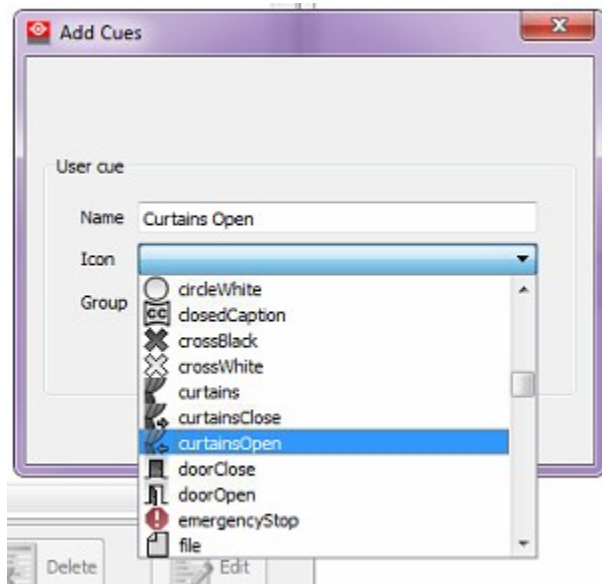 Add Cues
User cue
Name Curtains Open
Icon
Group
circleWhite
CC closedCaption
crossBlack
crossWhite
curtains
curtainsClose
curtainsOpen
doorClose
doorOpen
emergencyStop
file
Delete Edit